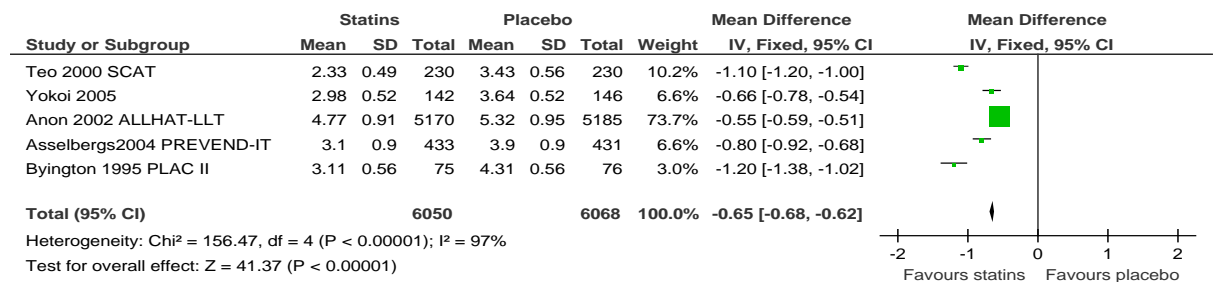 Statins Placebo Mean Difference Mean Difference
Study or Subgroup Mean SD Total Mean SD Total Weight IV, Fixed, 95% CI IV, Fixed, 95% CI
Teo 2000 SCAT 2.33 0.49 230 3.43 0.56 230 10.2% -1.10 [-1.20, -1.00]
Yokoi 2005 2.98 0.52 142 3.64 0.52 146 6.6% -0.66 [-0.78, -0.54]
Anon 2002 ALLHAT-LLT 4.77 0.91 5170 5.32 0.95 5185 73.7% -0.55 [-0.59, -0.51]
Asselbergs2004 PREVEND-IT 3.1 0.9 433 3.9 0.9 431 6.6% -0.80 [-0.92, -0.68]
Byington 1995 PLAC II 3.11 0.56 75 4.31 0.56 76 3.0% -1.20 [-1.38, -1.02]
Total (95% CI) 6050 6068 100.0% -0.65 [-0.68, -0.62]
Heterogeneity: Chi² = 156.47, df = 4 (P < 0.00001); I² = 97%
Test for overall effect: Z = 41.37 (P < 0.00001)
-2 -1 0 1 2
Favours statins Favours placebo